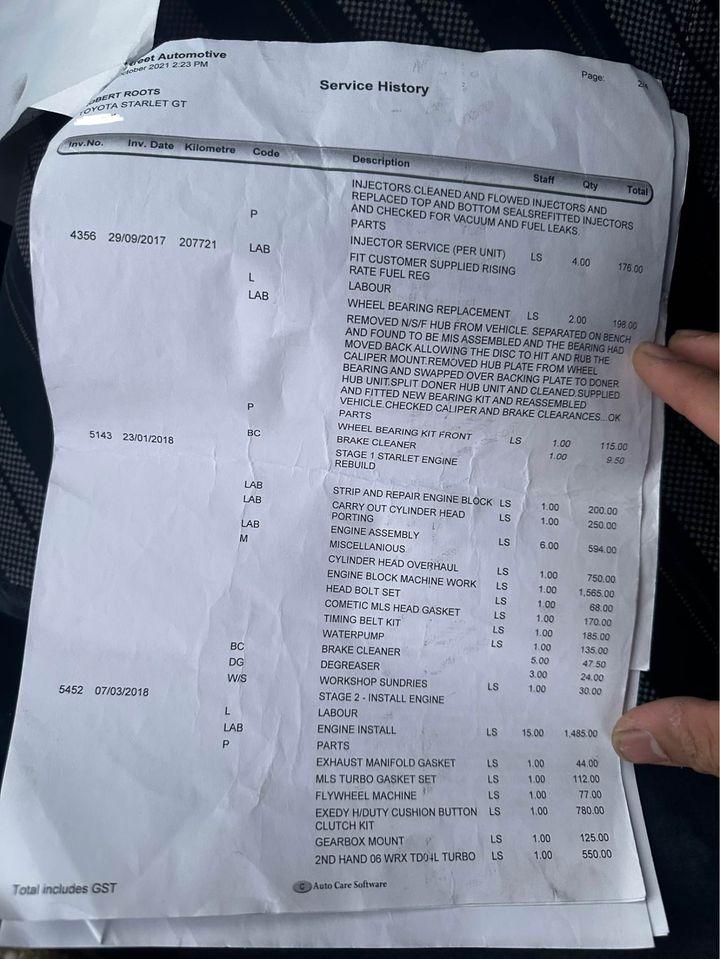 reet Automotive
ctober 2021 2:23 PM
Page: 2/4
Service History
OBERT ROOTS
TOYOTA STARLET GT
Inv.No. Inv. Date Kilometre Code Description Staff Qty Total
INJECTORS.CLEANED AND FLOWED INJECTORS AND
REPLACED TOP AND BOTTOM SEALSREFITTED INJECTORS
AND CHECKED FOR VACUUM AND FUEL LEAKS.
P PARTS
LAB INJECTOR SERVICE (PER UNIT) LS 4.00 176.00
4356 29/09/2017 207721 FIT CUSTOMER SUPPLIED RISING
RATE FUEL REG
L LABOUR
LAB WHEEL BEARING REPLACEMENT LS 2.00 198.00
REMOVED N/S/F HUB FROM VEHICLE. SEPARATED ON BENCH
AND FOUND TO BE MIS ASSEMBLED AND THE BEARING HAD
MOVED BACK ALLOWING THE DISC TO HIT AND RUB THE
CALIPER MOUNT.REMOVED HUB PLATE FROM WHEEL
BEARING AND SWAPPED OVER BACKING PLATE TO DONER
HUB UNIT.SPLIT DONER HUB UNIT AND CLEANED.SUPPLIED
AND FITTED NEW BEARING KIT AND REASSEMBLED
VEHICLE.CHECKED CALIPER AND BRAKE CLEARANCES...OK
P PARTS
WHEEL BEARING KIT FRONT LS 1.00 115.00
BC BRAKE CLEANER 1.00 9.50
5143 23/01/2018 STAGE 1 STARLET ENGINE
REBUILD
LAB STRIP AND REPAIR ENGINE BLOCK LS 1.00 200.00
LAB CARRY OUT CYLINDER HEAD LS 1.00 250.00
PORTING
LAB ENGINE ASSEMBLY LS 6.00 594.00
M MISCELLANIOUS
CYLINDER HEAD OVERHAUL LS 1.00 750.00
ENGINE BLOCK MACHINE WORK LS 1.00 1,565.00
HEAD BOLT SET LS 1.00 68.00
COMETIC MLS HEAD GASKET LS 1.00 170.00
TIMING BELT KIT LS 1.00 185.00
WATERPUMP LS 1.00 135.00
BC BRAKE CLEANER 5.00 47.50
DG DEGREASER 3.00 24.00
W/S WORKSHOP SUNDRIES LS 1.00 30.00
5452 07/03/2018 STAGE 2 - INSTALL ENGINE
L LABOUR
LAB ENGINE INSTALL LS 15.00 1,485.00
P PARTS
EXHAUST MANIFOLD GASKET LS 1.00 44.00
MLS TURBO GASKET SET LS 1.00 112.00
FLYWHEEL MACHINE LS 1.00 77.00
EXEDY H/DUTY CUSHION BUTTON LS 1.00 780.00
CLUTCH KIT
GEARBOX MOUNT LS 1.00 125.00
2ND HAND 06 WRX TD04L TURBO LS 1.00 550.00
Total includes GST
C Auto Care Software